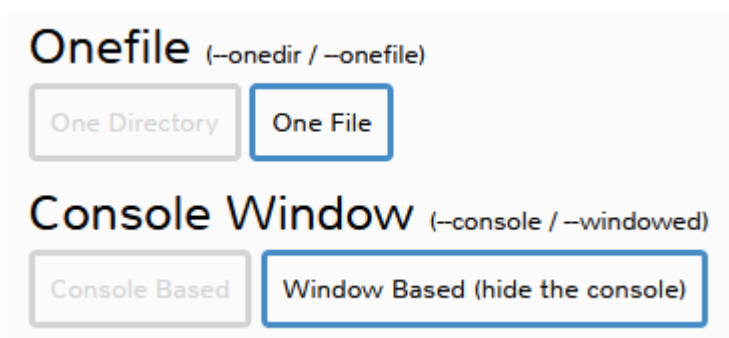 Onefile (--onedir / --onefile)
One Directory One File
Console Window (--console / --windowed)
Console Based Window Based (hide the console)